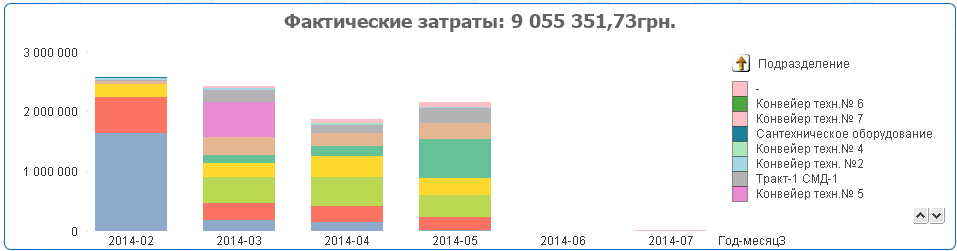 Фактические затраты: 9 055 351,73грн.
3 000 000
2 000 000
1 000 000
0
2014-02 2014-03 2014-04 2014-05 2014-06 2014-07 Год-месяц3
Подразделение
-
Конвейер техн.№ 6
Конвейер техн.№ 7
Сантехническое оборудование
Конвейер техн.№ 4
Конвейер техн. №2
Тракт-1 СМД-1
Конвейер техн.№ 5